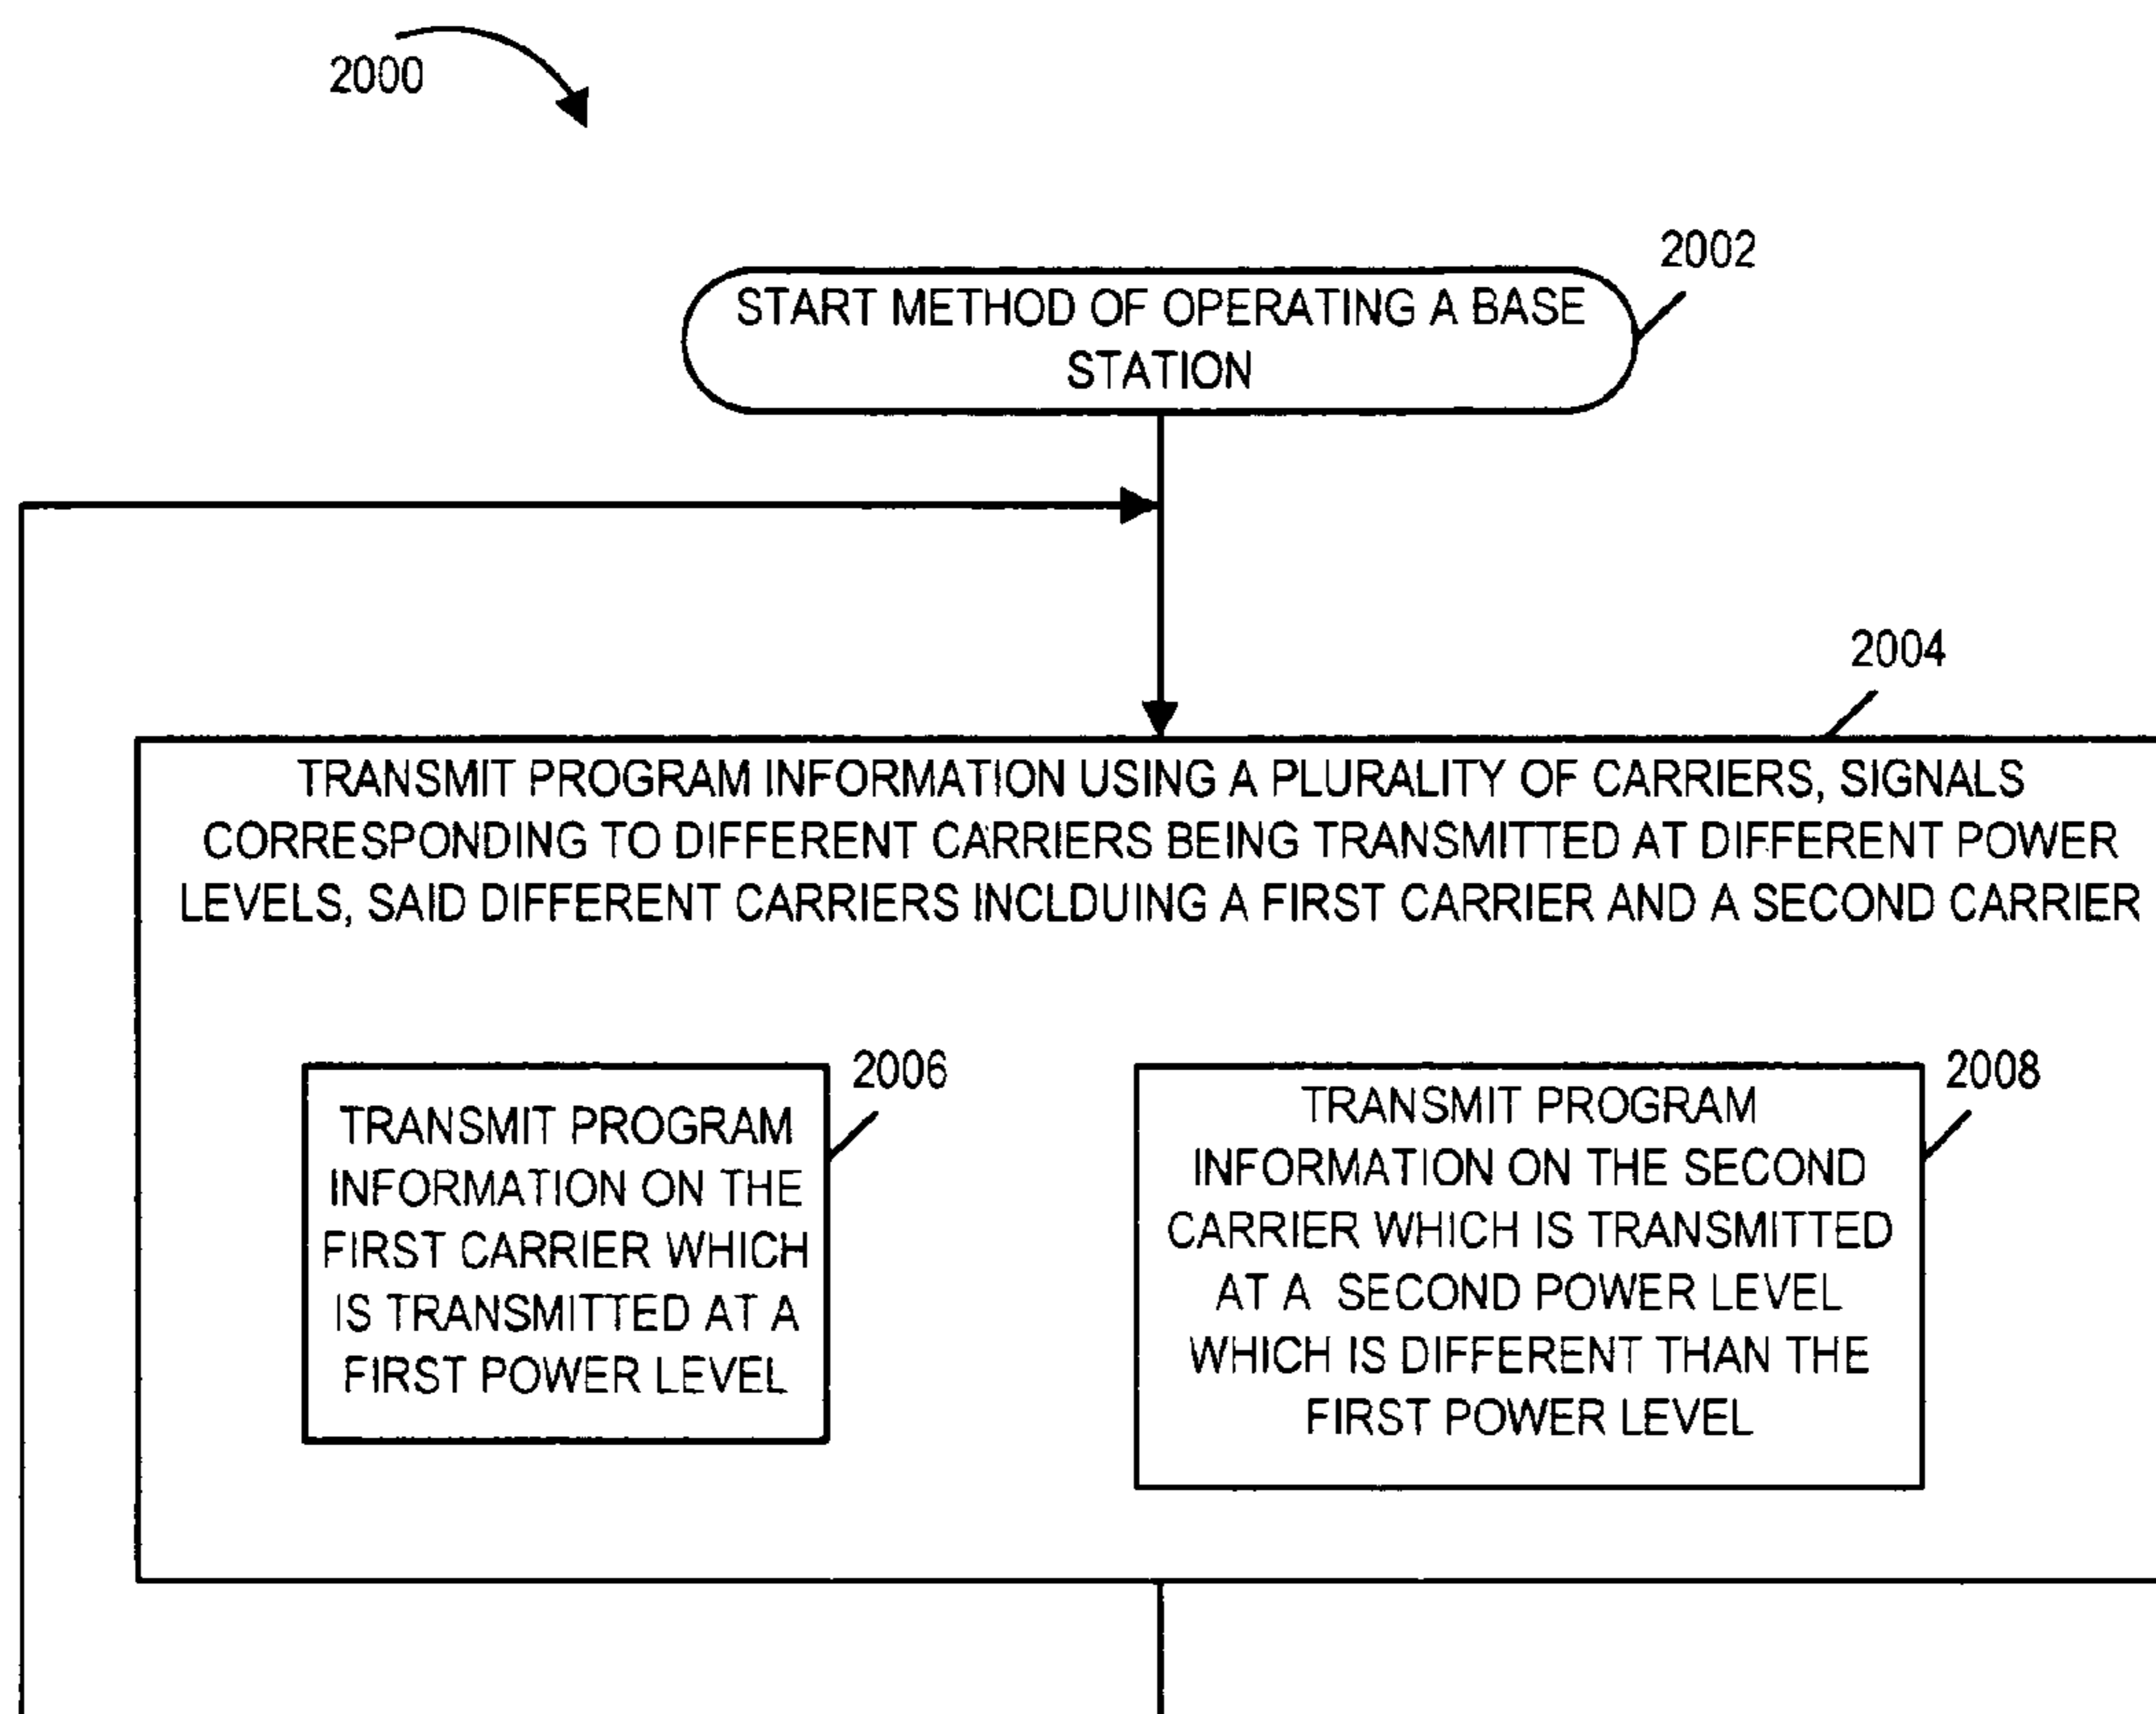 2000
2002
START METHOD OF OPERATING A BASE
STATION
2004
TRANSMIT PROGRAM INFORMATION USING A PLURALITY OF CARRIERS, SIGNALS
CORRESPONDING TO DIFFERENT CARRIERS BEING TRANSMITTED AT DIFFERENT POWER
LEVELS, SAID DIFFERENT CARRIERS INCLDUING A FIRST CARRIER AND A SECOND CARRIER
2006
TRANSMIT PROGRAM
INFORMATION ON THE
FIRST CARRIER WHICH
IS TRANSMITTED AT A
FIRST POWER LEVEL
2008
TRANSMIT PROGRAM
INFORMATION ON THE SECOND
CARRIER WHICH IS TRANSMITTED
AT A SECOND POWER LEVEL
WHICH IS DIFFERENT THAN THE
FIRST POWER LEVEL